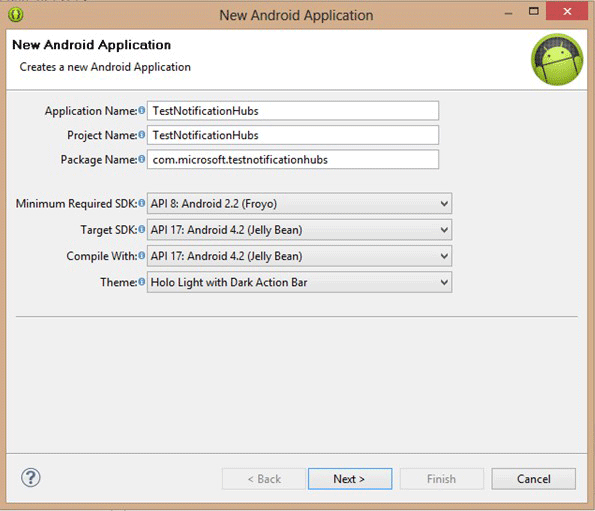 New Android Application
New Android Application
Creates a new Android Application
Application Name: TestNotificationHubs
Project Name: TestNotificationHubs
Package Name: com.microsoft.testnotificationhubs
Minimum Required SDK: API 8: Android 2.2 (Froyo)
Target SDK: API 17: Android 4.2 (Jelly Bean)
Compile With: API 17: Android 4.2 (Jelly Bean)
Theme: Holo Light with Dark Action Bar
? < Back Next > Finish Cancel